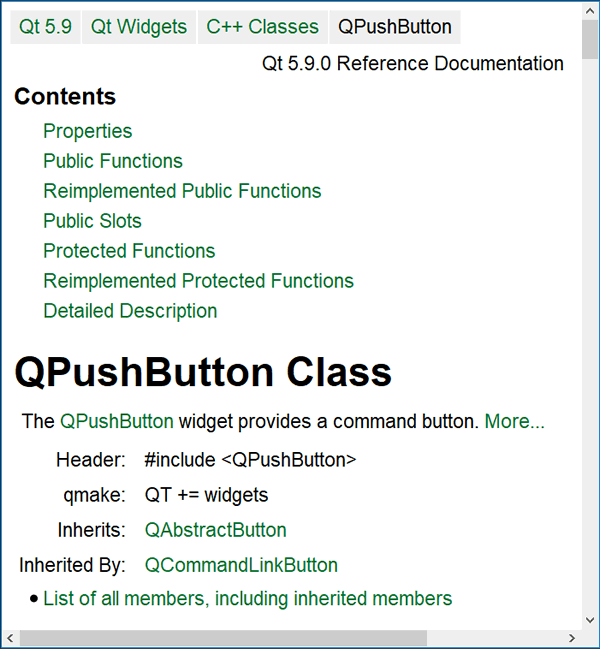 Qt 5.9 Qt Widgets C++ Classes QPushButton
Qt 5.9.0 Reference Documentation
Contents
Properties
Public Functions
Reimplemented Public Functions
Public Slots
Protected Functions
Reimplemented Protected Functions
Detailed Description
QPushButton Class
The QPushButton widget provides a command button. More...
Header: #include <QPushButton>
qmake: QT += widgets
Inherits: QAbstractButton
Inherited By: QCommandLinkButton
• List of all members, including inherited members